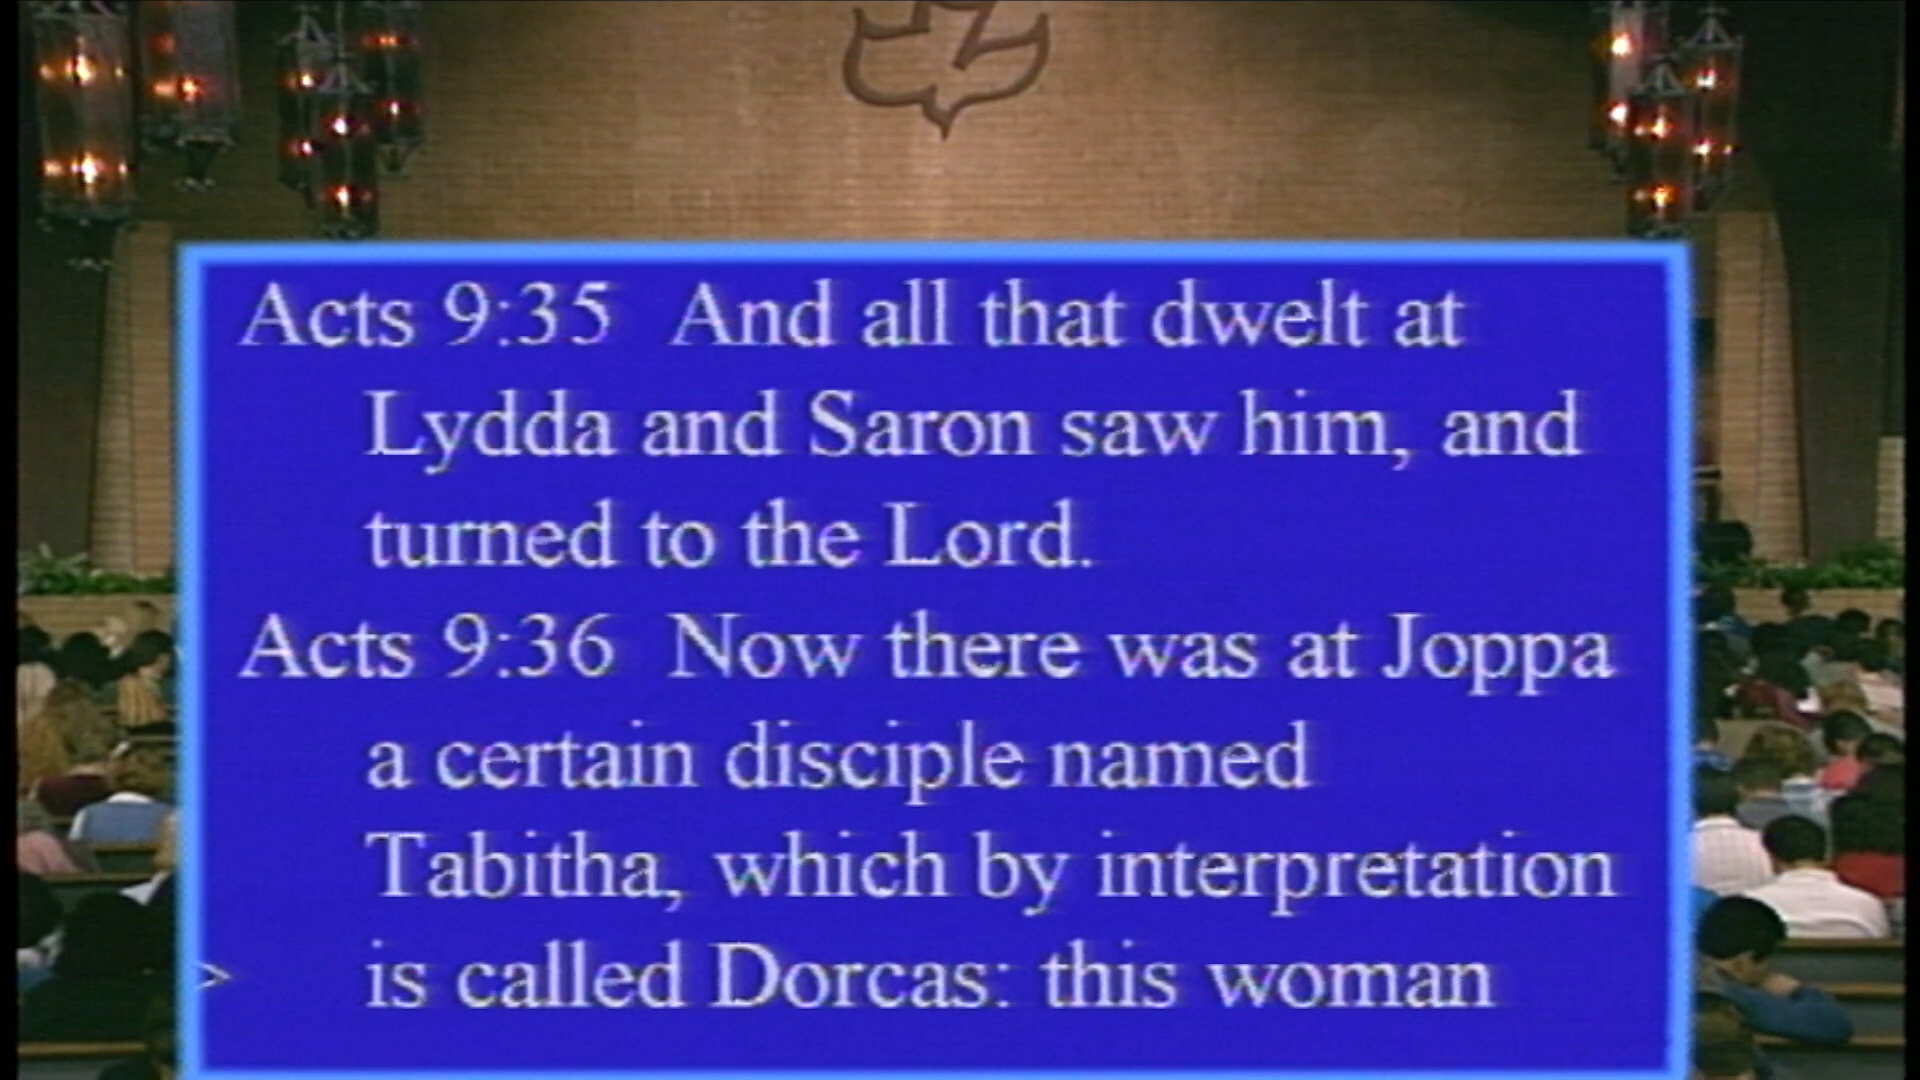 Acts 9:35 And all that dwelt at
Lydda and Saron saw him, and
turned to the Lord.
Acts 9:36 Now there was at Joppa
a certain disciple named
Tabitha, which by interpretation
> is called Dorcas: this woman